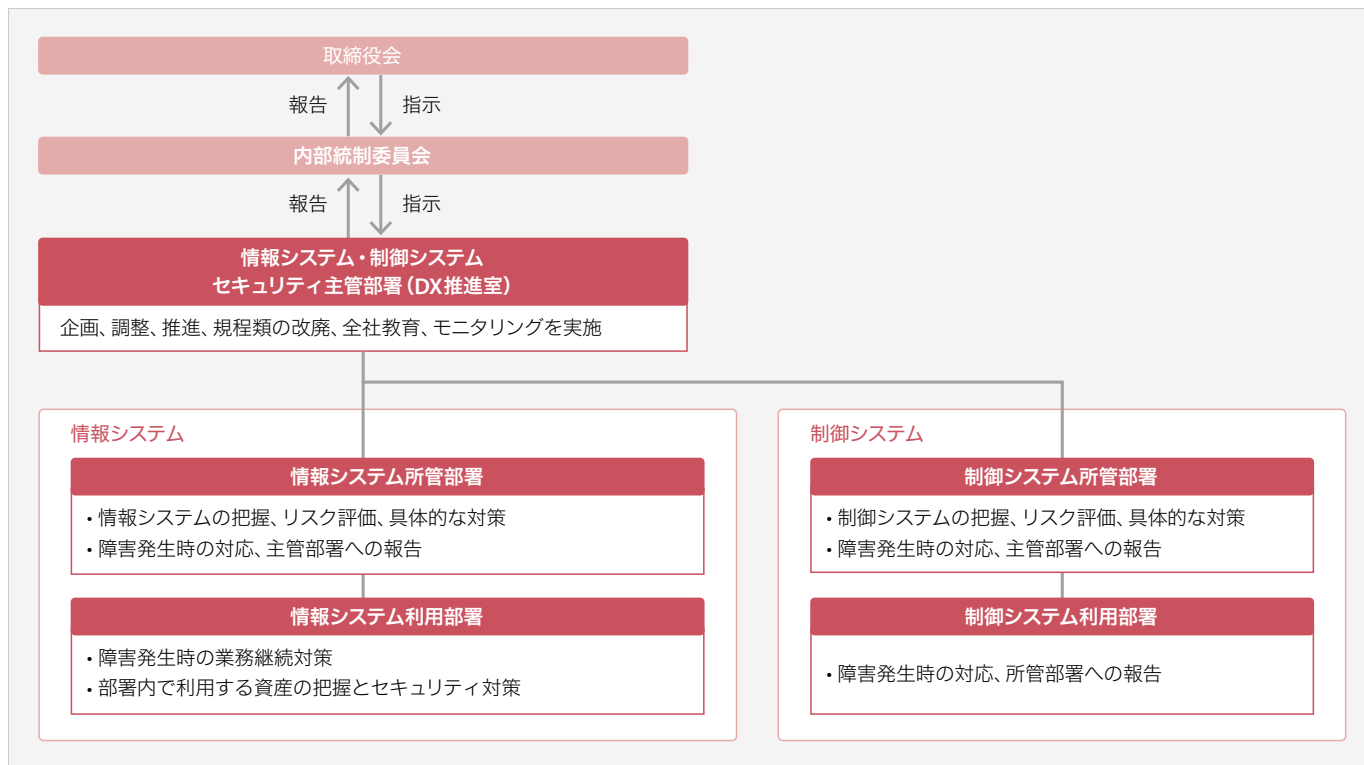 取締役会
報告
指示
内部統制委員会
報告
指示
情報システム・制御システム
セキュリティ主管部署（DX推進室）
企画、調整、推進、規程類の改廃、全社教育、モニタリングを実施
情報システム
情報システム所管部署
・情報システムの把握、リスク評価、具体的な対策
・障害発生時の対応、主管部署への報告
情報システム利用部署
・障害発生時の業務継続対策
・部署内で利用する資産の把握とセキュリティ対策
制御システム
制御システム所管部署
・制御システムの把握、リスク評価、具体的な対策
・障害発生時の対応、主管部署への報告
制御システム利用部署
・障害発生時の対応、所管部署への報告